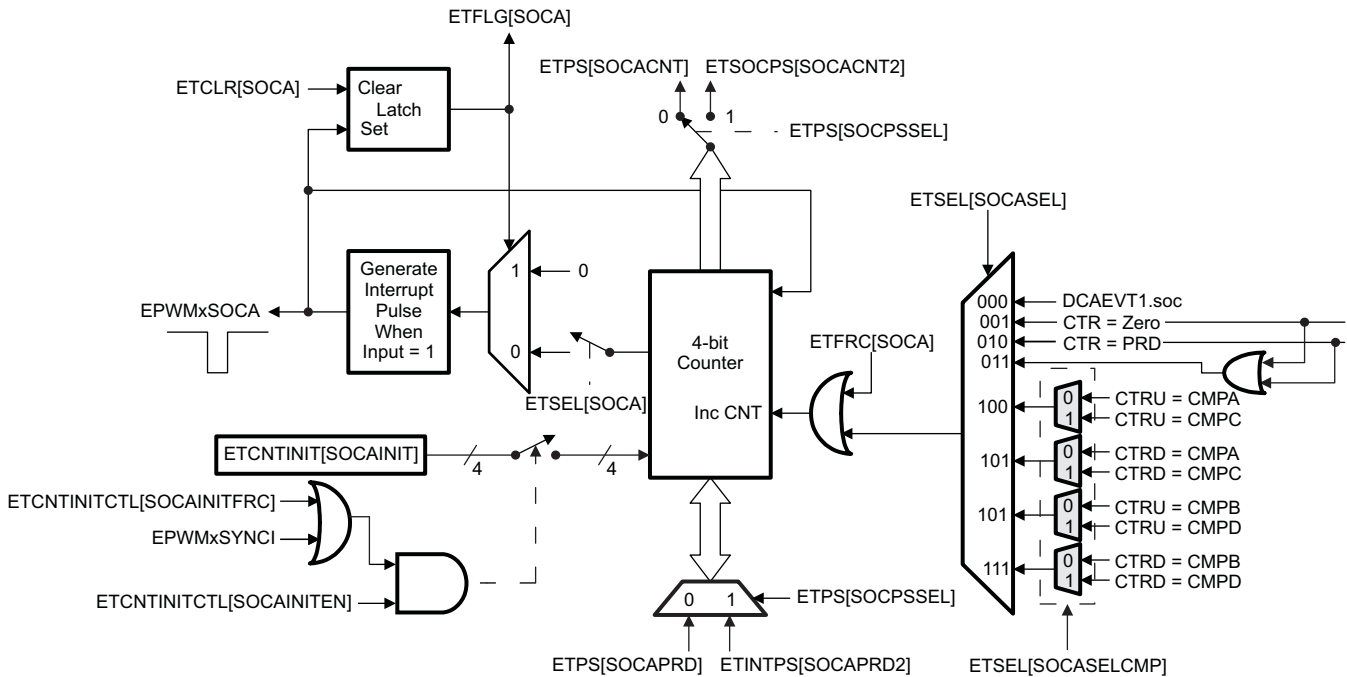 ETFLG[SOCA]
ETPS[SOCACNT] ETSOCPS[SOCACNT2]
ETCLR[SOCA]
Clear
Latch
Set
0 1
ETPS[SOCPSSEL]
ETSEL[SOCASEL]
Generate
Interrupt
Pulse
When
Input = 1
EPWMxSOCA
1 0
0
ETSEL[SOCA]
4-bit
Counter
Inc CNT
ETFRC[SOCA]
000 DCAEVT1.soc
001 CTR = Zero
010 CTR = PRD
011
100
0 CTRU = CMPA
1 CTRU = CMPC
101
0 CTRD = CMPA
1 CTRD = CMPC
101
0 CTRU = CMPB
1 CTRU = CMPD
111
0 CTRD = CMPB
1 CTRD = CMPD
ETCNTINIT[SOCAINIT]
4 4
ETCNTINITCTL[SOCAINITFRC]
EPWMxSYNCI
ETCNTINITCTL[SOCAINITEN]
0 1
ETPS[SOCPSSEL]
ETPS[SOCAPRD] ETINTPS[SOCAPRD2]
ETSEL[SOCASELCMP]